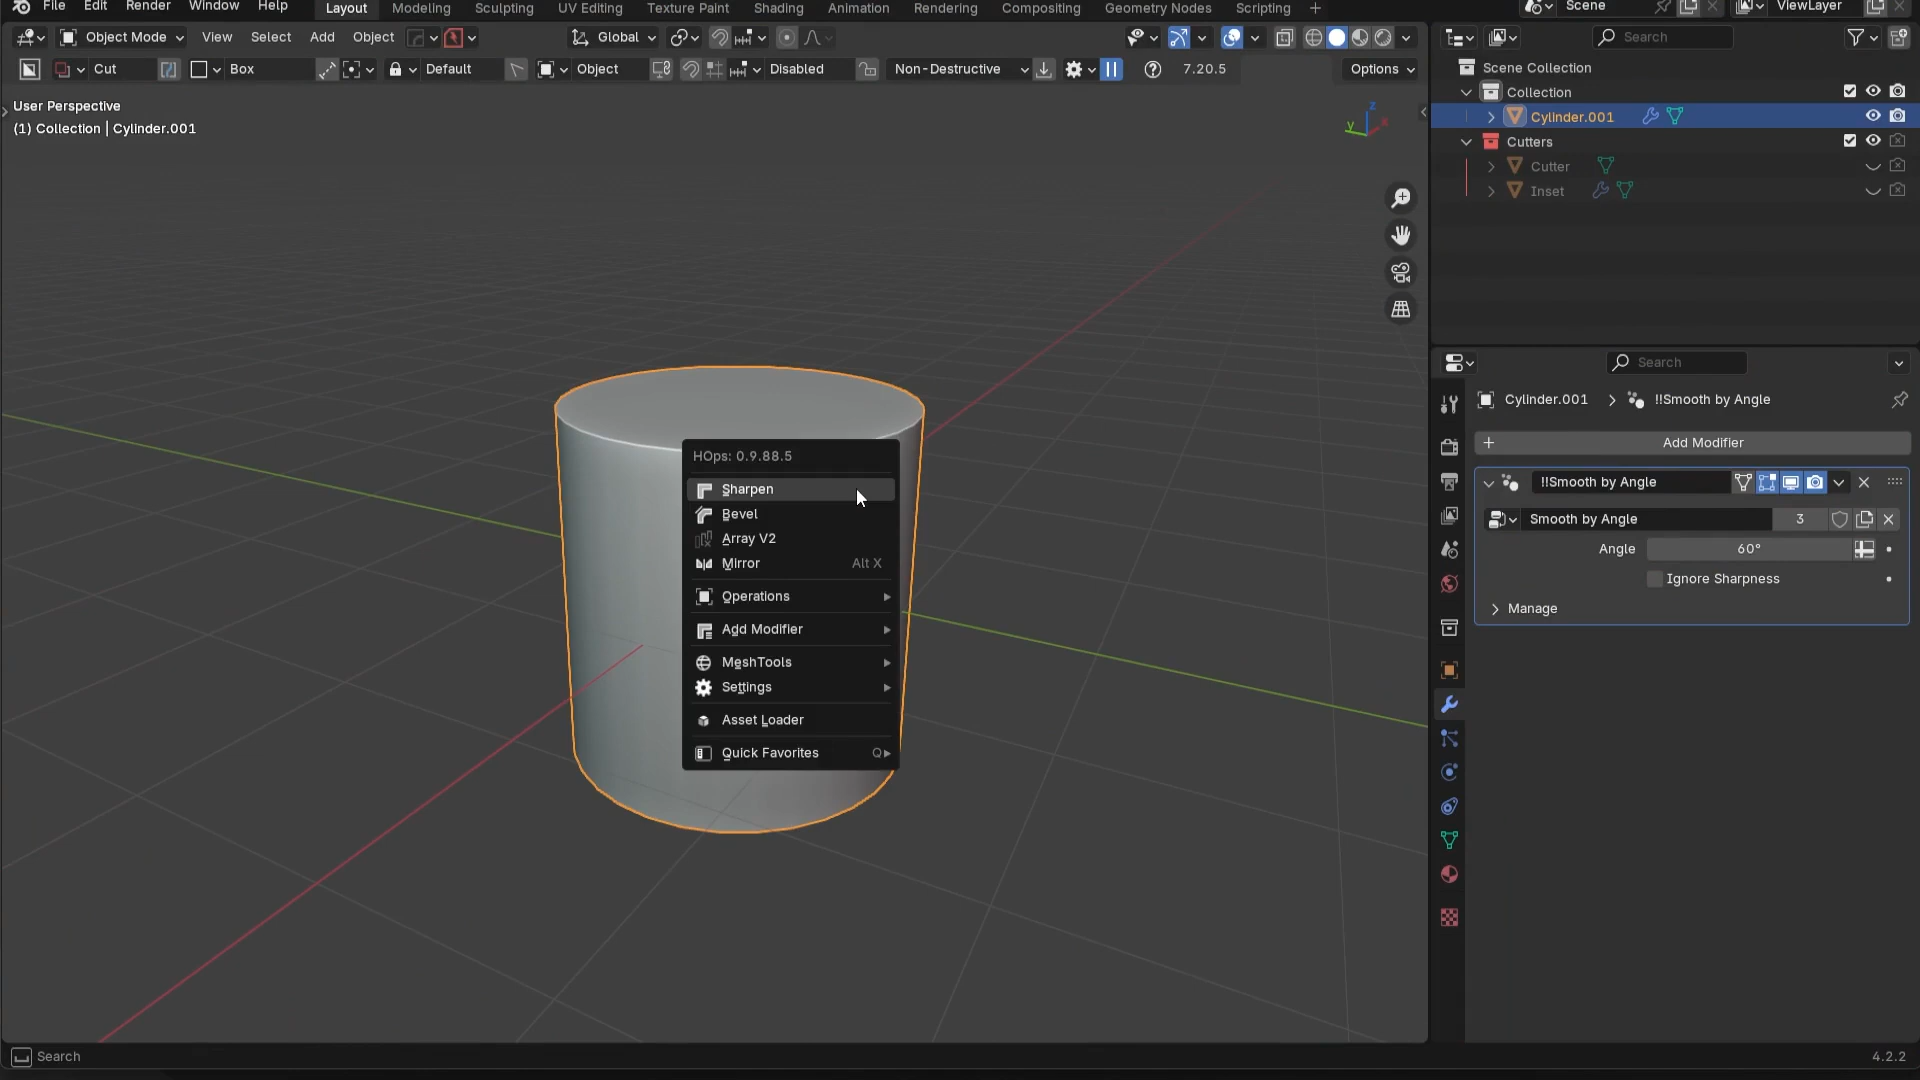 File Edit Render Window Help Layout Modeling Sculpting UV Editing Texture Paint Shading Animation Rendering Compositing Geometry Nodes Scripting + Scene ViewLayer
Object Mode View Select Add Object Global Search
Cut Box Default Object Disabled Non-Destructive 7.20.5 Options
User Perspective
(1) Collection | Cylinder.001
Z
Y
X
Scene Collection
Collection
Cylinder.001
Cutters
Cutter
Inset
HOps: 0.9.88.5
Sharpen
Bevel
Array V2
Mirror Alt X
Operations
Add Modifier
MeshTools
Settings
Asset Loader
Quick Favorites Q
Search
Cylinder.001 > !!Smooth by Angle
+ Add Modifier
!!Smooth by Angle
Smooth by Angle 3
Angle 60°
Ignore Sharpness
Manage
Search 4.2.2